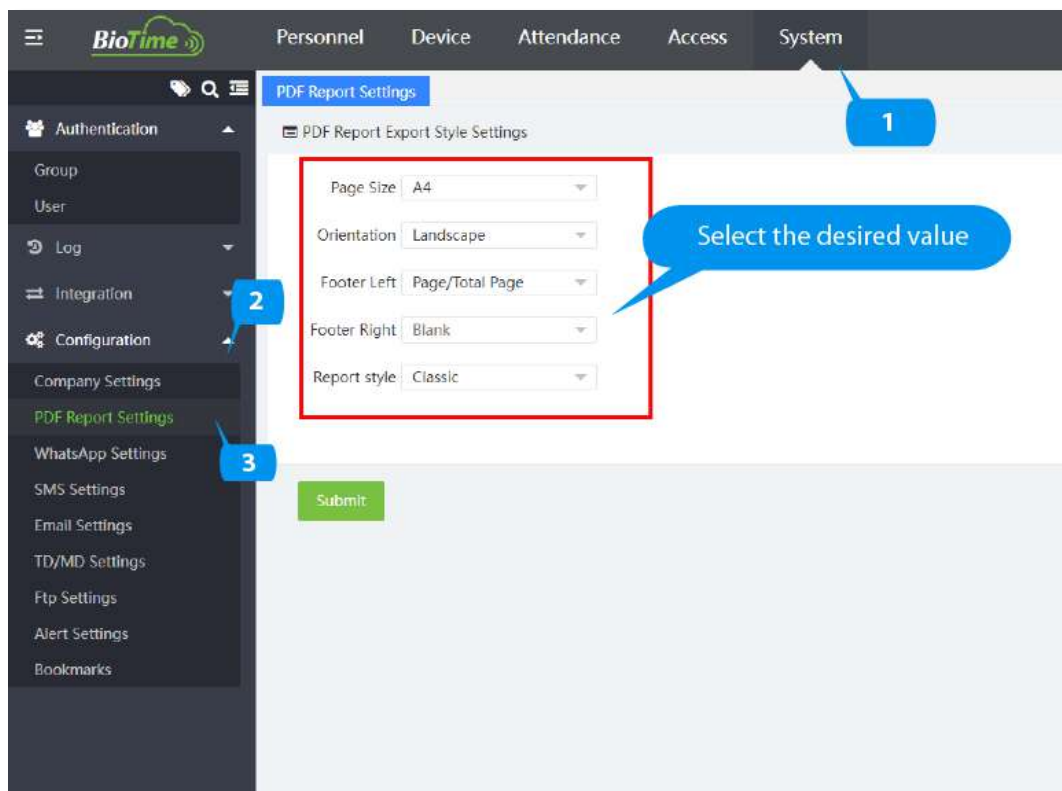 BioTime
Personnel Device Attendance Access System
1
PDF Report Settings
Authentication
Group
User
Log
Integration
2
Configuration
Company Settings
PDF Report Settings
3
WhatsApp Settings
SMS Settings
Email Settings
TD/MD Settings
Ftp Settings
Alert Settings
Bookmarks
PDF Report Export Style Settings
Page Size A4
Orientation Landscape
Footer Left Page/Total Page
Footer Right Blank
Report style Classic
Select the desired value
Submit